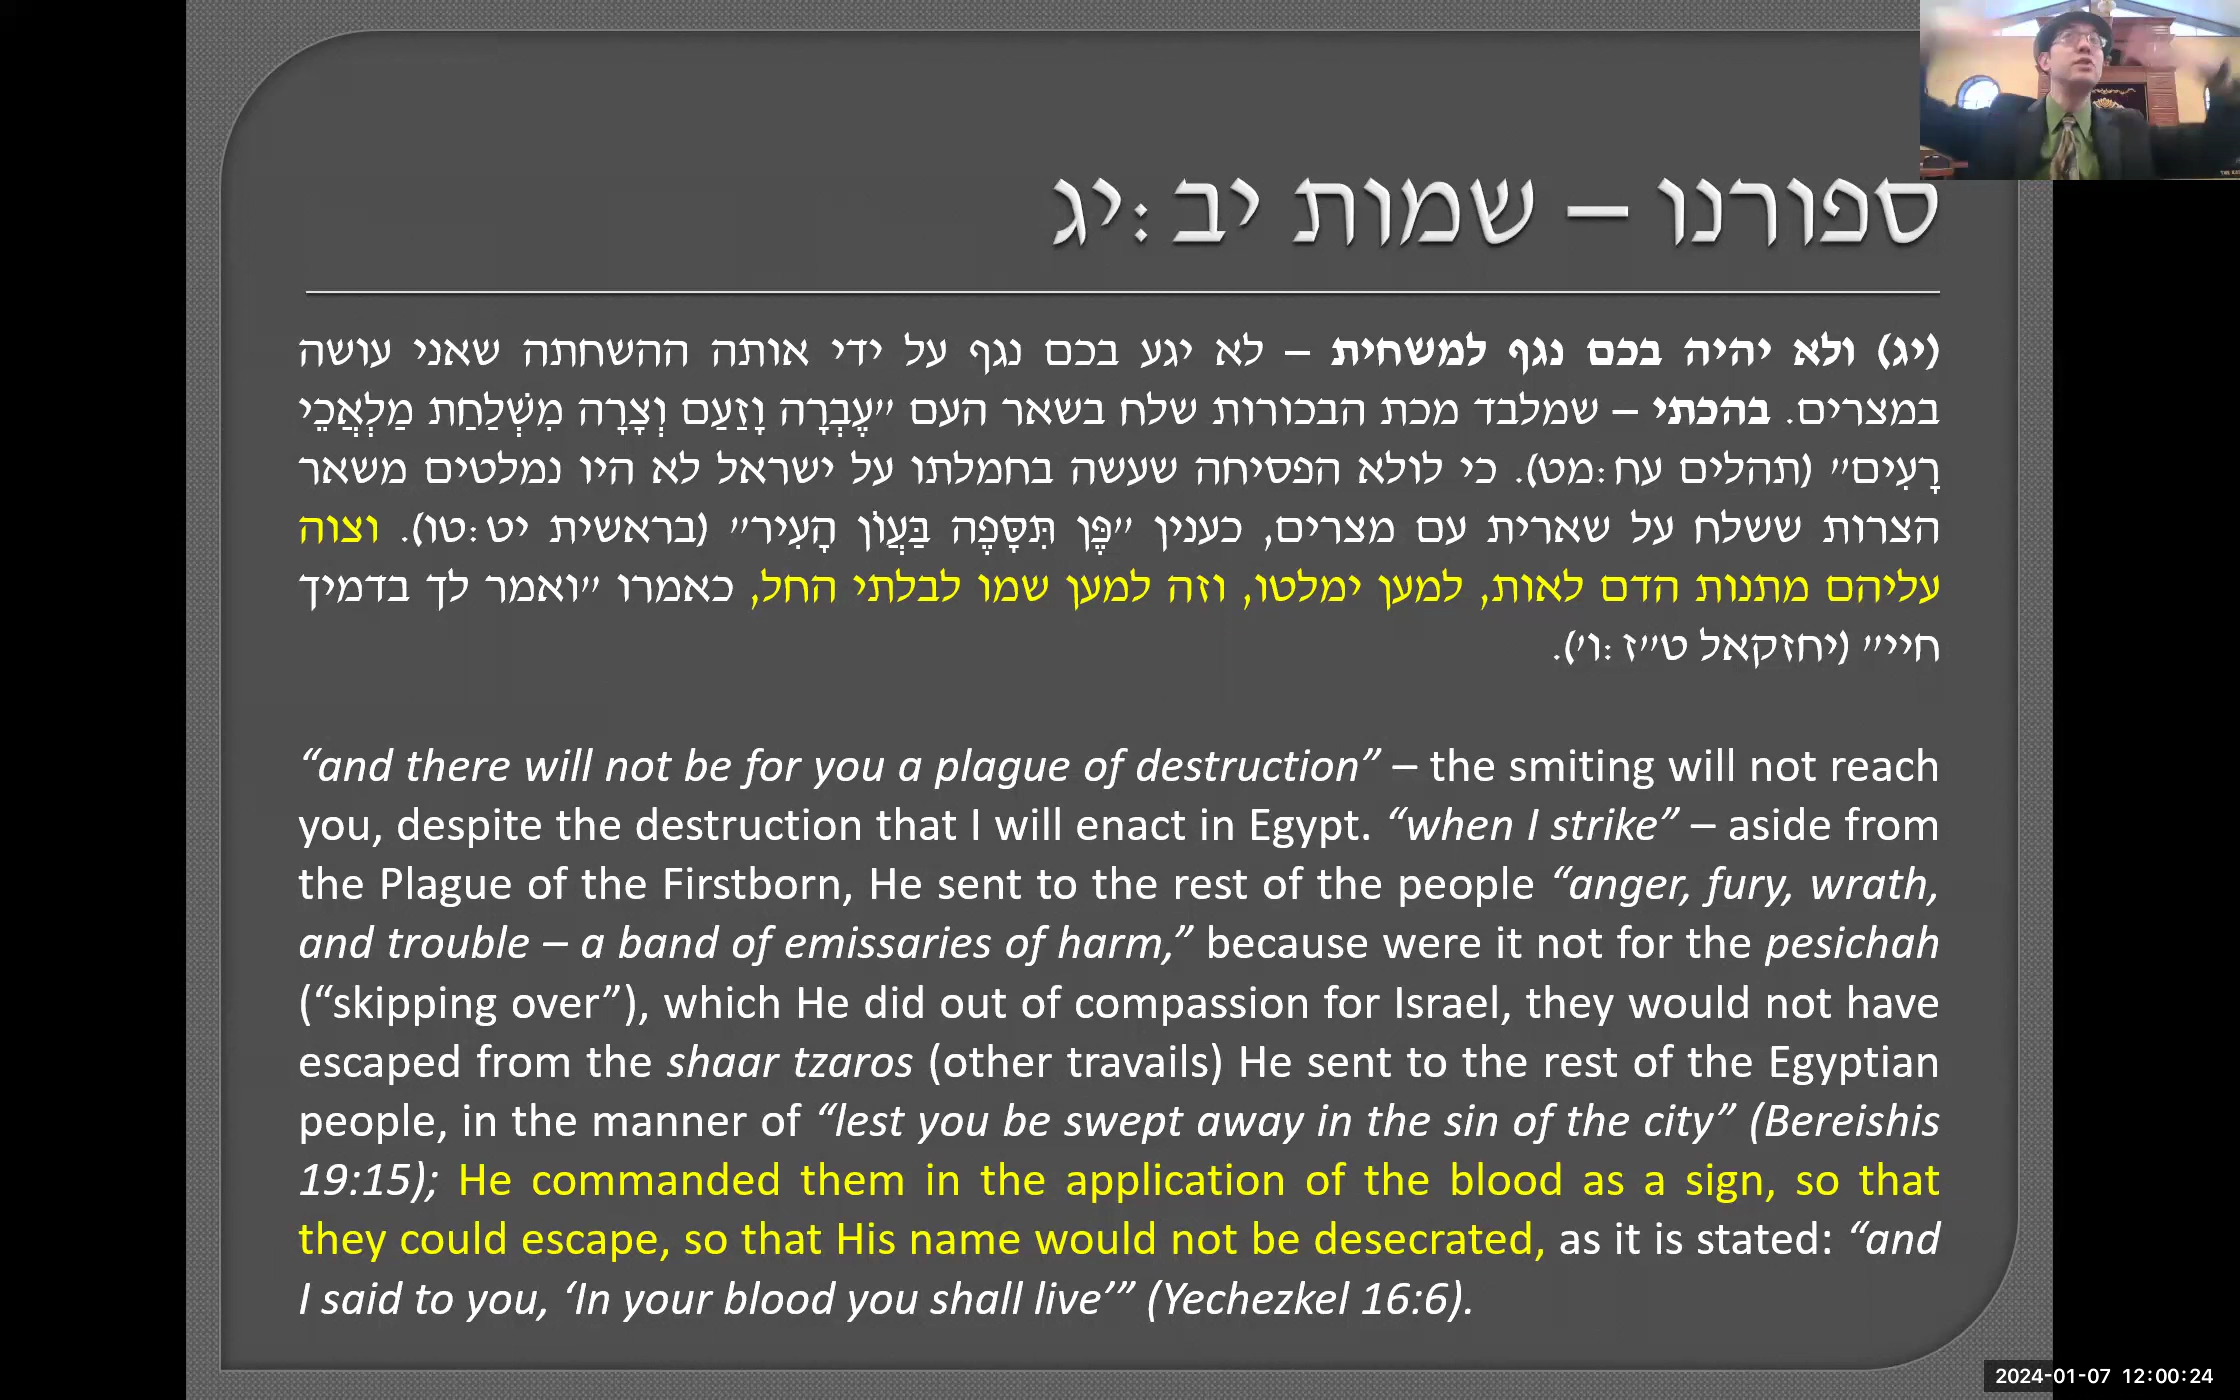 ספורנו – שמות יב:יג
(יג) ולא יהיה בכם נגף למשחית – לא יגע בכם נגף על ידי אותה ההשחתה שאני עושה
במצרים. בהכתי – שמלבד מכת הבכורות שלח בשאר העם "עֶבְרָה וָזַעַם וְצָרָה מִשְׁלַחַת מַלְאֲכֵי
רָעִים" (תהלים עח:מט). כי לולא הפסיחה שעשה בחמלתו על ישראל לא היו נמלטים משאר
הצרות ששלח על שארית עם מצרים, כענין "פֶּן תִּסָּפֶה בַּעֲוֹן הָעִיר" (בראשית יט:טו). וצוה
עליהם מתנות הדם לאות, למען ימלטו, וזה למען שמו לבלתי החל, כאמרו "ואמר לך בדמיך
חיי" (יחזקאל ט"ז:ו').
“and there will not be for you a plague of destruction” – the smiting will not reach
you, despite the destruction that I will enact in Egypt. “when I strike” – aside from
the Plague of the Firstborn, He sent to the rest of the people “anger, fury, wrath,
and trouble – a band of emissaries of harm,” because were it not for the pesichah
(“skipping over”), which He did out of compassion for Israel, they would not have
escaped from the shaar tzaros (other travails) He sent to the rest of the Egyptian
people, in the manner of “lest you be swept away in the sin of the city” (Bereishis
19:15); He commanded them in the application of the blood as a sign, so that
they could escape, so that His name would not be desecrated, as it is stated: “and
I said to you, ‘In your blood you shall live’” (Yechezkel 16:6).
2024-01-07 12:00:24